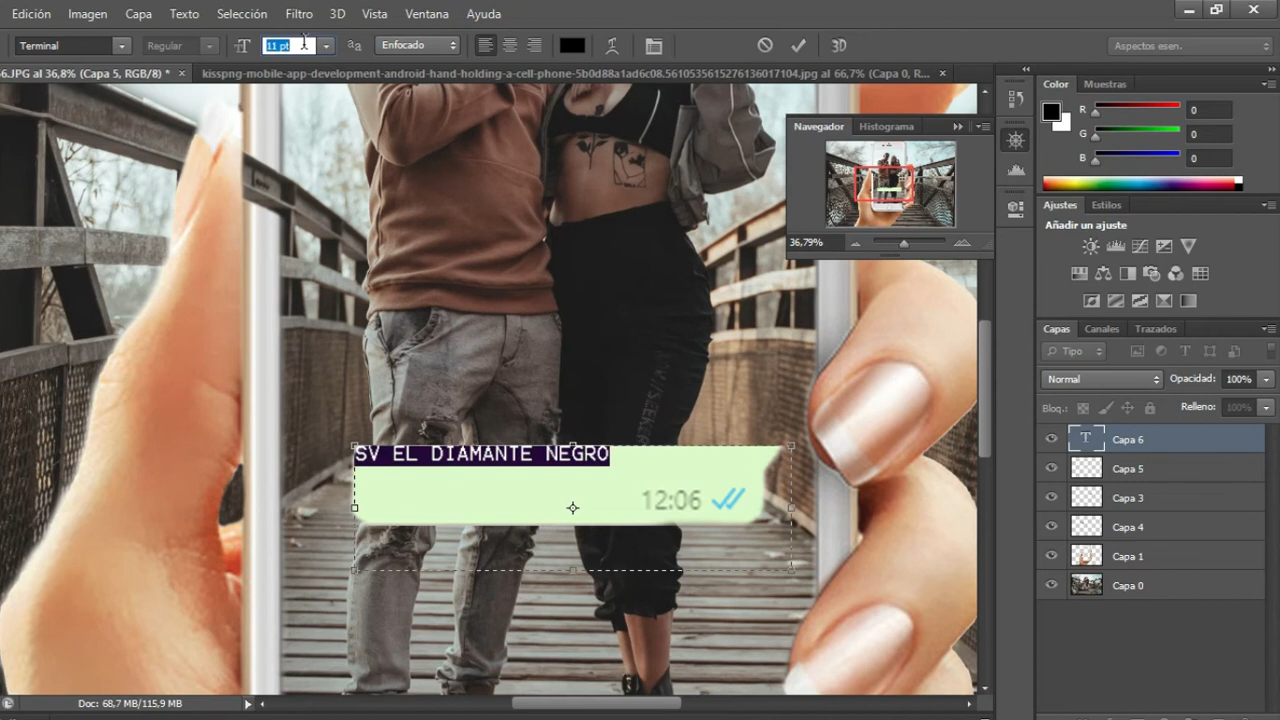 Edición Imagen Capa Texto Selección Filtro 3D Vista Ventana Ayuda
Terminal Regular 11 pt aa Enfocado 3D Aspectos esen.
6.JPG al 36,8% (Capa 5, RGB/8) * × kisspng-mobile-app-development-android-hand-holding-a-cell-phone-5b0d88a1ad6c08.5610535615276136017104.jpg al 66,7% (Capa 0, R... ×
Color Muestras
R 0
G 0
B 0
Navegador Histograma
36,79%
Ajustes Estilos
Añadir un ajuste
Capas Canales Trazados
Tipo
Normal Opacidad: 100%
Bloq.: Relleno: 100%
T Capa 6
Capa 5
Capa 3
Capa 4
Capa 1
Capa 0
SV EL DIAMANTE NEGRO
12:06
Doc: 68,7 MB/115,9 MB